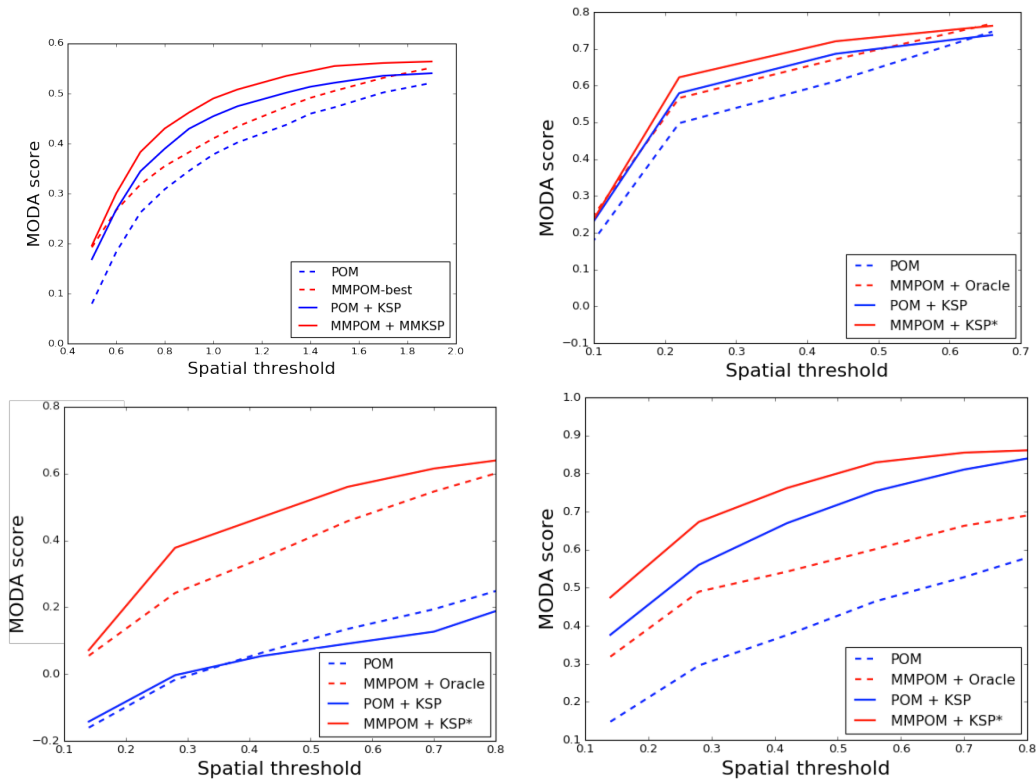 0.6
0.5
0.4
0.3
0.2
0.1
0.0
MODA score
0.4 0.6 0.8 1.0 1.2 1.4 1.6 1.8 2.0
Spatial threshold
POM
MMPOM-best
POM + KSP
MMPOM + MMKSP
0.8
0.7
0.6
0.5
0.4
0.3
0.2
0.1
0.0
−0.1
MODA score
0.1 0.2 0.3 0.4 0.5 0.6 0.7
Spatial threshold
POM
MMPOM + Oracle
POM + KSP
MMPOM + KSP*
0.8
0.6
0.4
0.2
0.0
−0.2
MODA score
0.1 0.2 0.3 0.4 0.5 0.6 0.7 0.8
Spatial threshold
POM
MMPOM + Oracle
POM + KSP
MMPOM + KSP*
1.0
0.9
0.8
0.7
0.6
0.5
0.4
0.3
0.2
0.1
MODA score
0.1 0.2 0.3 0.4 0.5 0.6 0.7 0.8
Spatial threshold
POM
MMPOM + Oracle
POM + KSP
MMPOM + KSP*